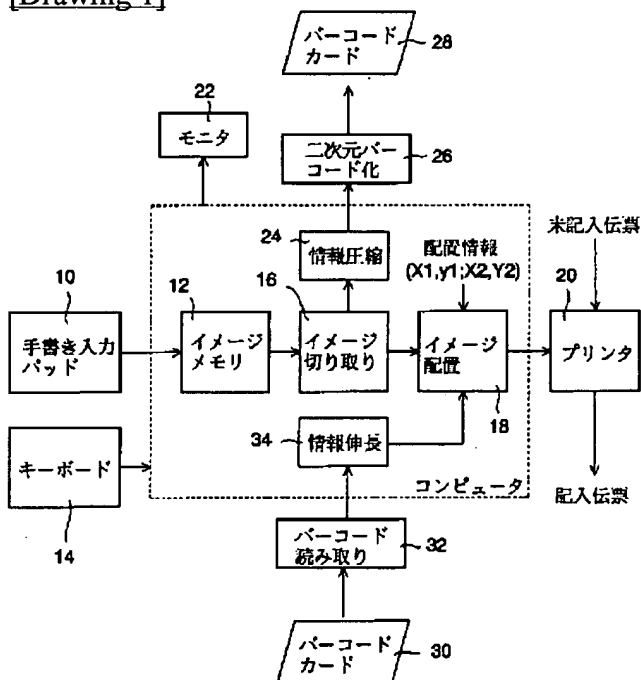 [Drawing 1]
バーコード
カード
28
22
モニタ
二次元バー
コード化
26
24
情報圧縮
配置情報
(X1,y1;X2,Y2)
未記入伝票
10
12
16
20
手書き入力
パッド
イメージ
メモリ
イメージ
切り取り
イメージ
配置
プリンタ
18
34
情報伸長
キーボード
14
コンピュータ
記入伝票
バーコード
読み取り
32
バーコード
カード
30